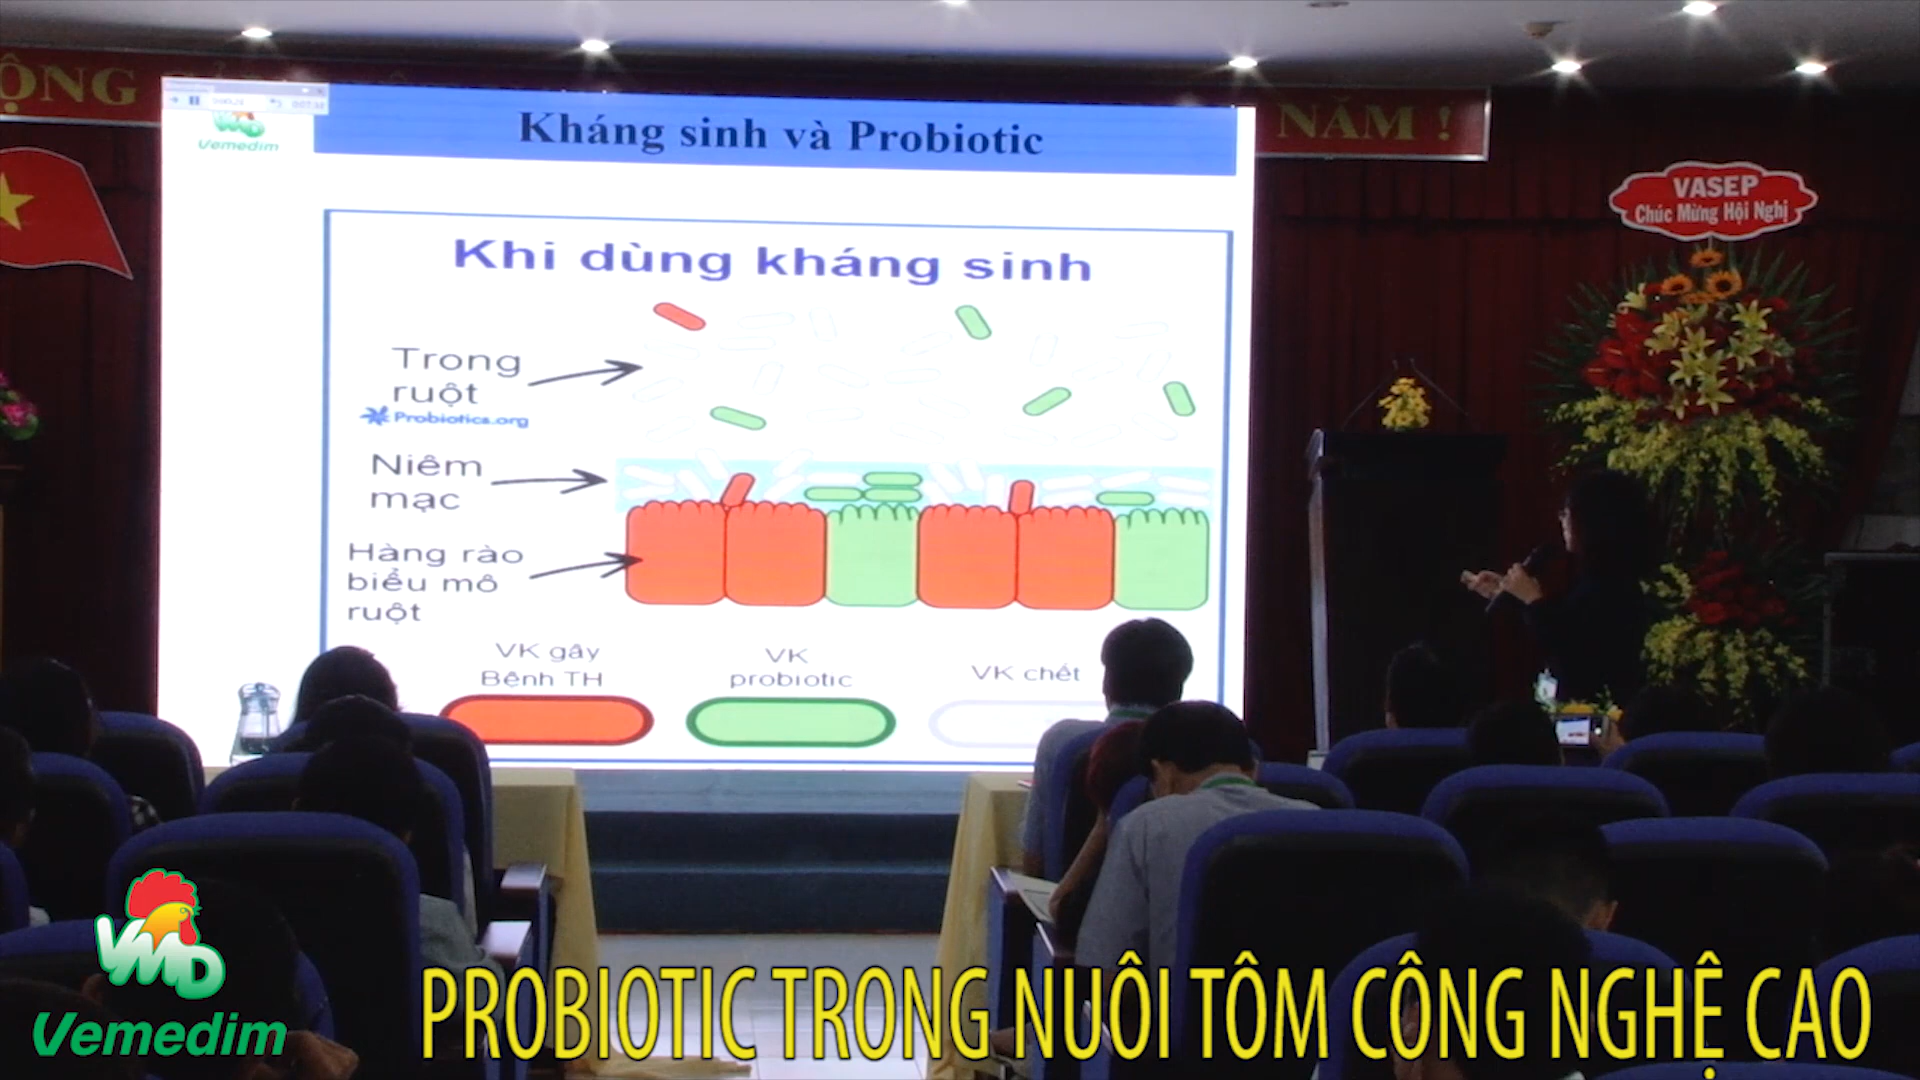 ỘNG
NĂM !
Vemedim
Kháng sinh và Probiotic
VASEP
Chúc Mừng Hội Nghị
Khi dùng kháng sinh
Trong
ruột
Probiotics.org
Niêm
mạc
Hàng rào
biểu mô
ruột
VK gây
Bệnh TH
VK
probiotic
VK chết
VMD
Vemedim
PROBIOTIC TRONG NUÔI TÔM CÔNG NGHỆ CAO